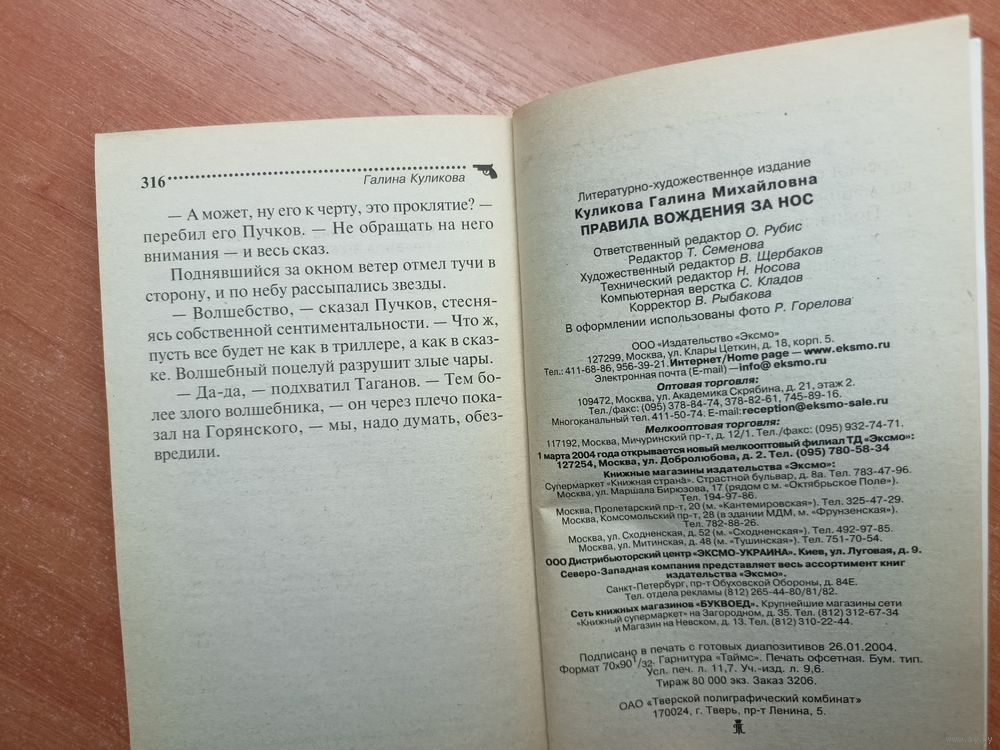 316
Галина Куликова
— А может, ну его к черту, это проклятие? —
перебил его Пучков. — Не обращать на него
внимания — и весь сказ.
Поднявшийся за окном ветер отмел тучи в
сторону, и по небу рассыпались звезды.
— Волшебство, — сказал Пучков, стесня-
ясь собственной сентиментальности. — Что ж,
пусть все будет не как в триллере, а как в сказ-
ке. Волшебный поцелуй разрушит злые чары.
— Да-да, — подхватил Таганов. — Тем бо-
лее злого волшебника, — он через плечо пока-
зал на Горянского, — мы, надо думать, обез-
вредили.
Литературно-художественное издание
Куликова Галина Михайловна
ПРАВИЛА ВОЖДЕНИЯ ЗА НОС
Ответственный редактор О. Рубис
Редактор Т. Семенова
Художественный редактор В. Щербаков
Технический редактор Н. Носова
Компьютерная верстка С. Кладов
Корректор В. Рыбакова
В оформлении использованы фото Р. Горелова
ООО «Издательство «Эксмо»
127299, Москва, ул. Клары Цеткин, д. 18, корп. 5.
Тел.: 411-68-86, 956-39-21. Интернет/Home page — www.eksmo.ru
Электронная почта (E-mail) — info@ eksmo.ru
Оптовая торговля:
109472, Москва, ул. Академика Скрябина, д. 21, этаж 2.
Тел./факс: (095) 378-84-74, 378-82-61, 745-89-16.
Многоканальный тел. 411-50-74. E-mail: reception@eksmo-sale.ru
Мелкооптовая торговля:
117192, Москва, Мичуринский пр-т, д. 12/1. Тел./факс: (095) 932-74-71.
1 марта 2004 года открывается новый мелкооптовый филиал ТД «Эксмо»:
127254, Москва, ул. Добролюбова, д. 2. Тел. (095) 780-58-34
Книжные магазины издательства «Эксмо»:
Супермаркет «Книжная страна». Страстной бульвар, д. 8а. Тел. 783-47-96.
Москва, ул. Маршала Бирюзова, 17 (рядом с м. «Октябрьское Поле»).
Тел. 194-97-86.
Москва, Пролетарский пр-т, 20 (м. «Кантемировская»). Тел. 325-47-29.
Москва, Комсомольский пр-т, 28 (в здании МДМ, м. «Фрунзенская»).
Тел. 782-88-26.
Москва, ул. Сходненская, д. 52 (м. «Сходненская»). Тел. 492-97-85.
Москва, ул. Митинская, д. 48 (м. «Тушинская»). Тел. 751-70-54.
ООО Дистрибьюторский центр «ЭКСМО-УКРАИНА». Киев, ул. Луговая, д. 9.
Северо-Западная компания представляет весь ассортимент книг
издательства «Эксмо».
Санкт-Петербург, пр-т Обуховской Обороны, д. 84Е.
Тел. отдела рекламы (812) 265-44-80/81/82.
Сеть книжных магазинов «БУКВОЕД». Крупнейшие магазины сети
«Книжный супермаркет» на Загородном, д. 35. Тел. (812) 312-67-34
и Магазин на Невском, д. 13. Тел. (812) 310-22-44.
Подписано в печать с готовых диапозитивов 26.01.2004.
Формат 70x90 1/32. Гарнитура «Таймс». Печать офсетная. Бум. тип.
Усл. печ. л. 11,7. Уч.-изд. л. 9,6.
Тираж 80 000 экз. Заказ 3206.
ОАО «Тверской полиграфический комбинат»
170024, г. Тверь, пр-т Ленина, 5.